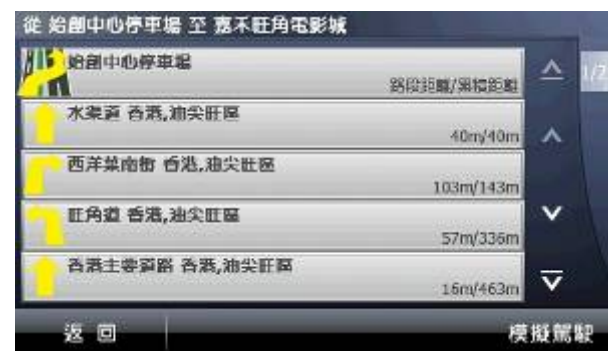 從 始創中心停車場 至 嘉禾旺角電影城
始創中心停車場
路段距離/累積距離
1/2
水渠道 香港,油尖旺區
40m/40m
西洋菜南街 香港,油尖旺區
103m/143m
旺角道 香港,油尖旺區
57m/336m
香港主要道路 香港,油尖旺區
16m/463m
返回
模擬駕駛